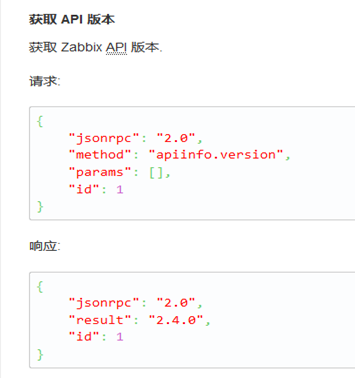 获取 API 版本
获取 Zabbix API 版本.
请求:
{
    "jsonrpc": "2.0",
    "method": "apiinfo.version",
    "params": [],
    "id": 1
}
响应:
{
    "jsonrpc": "2.0",
    "result": "2.4.0",
    "id": 1
}